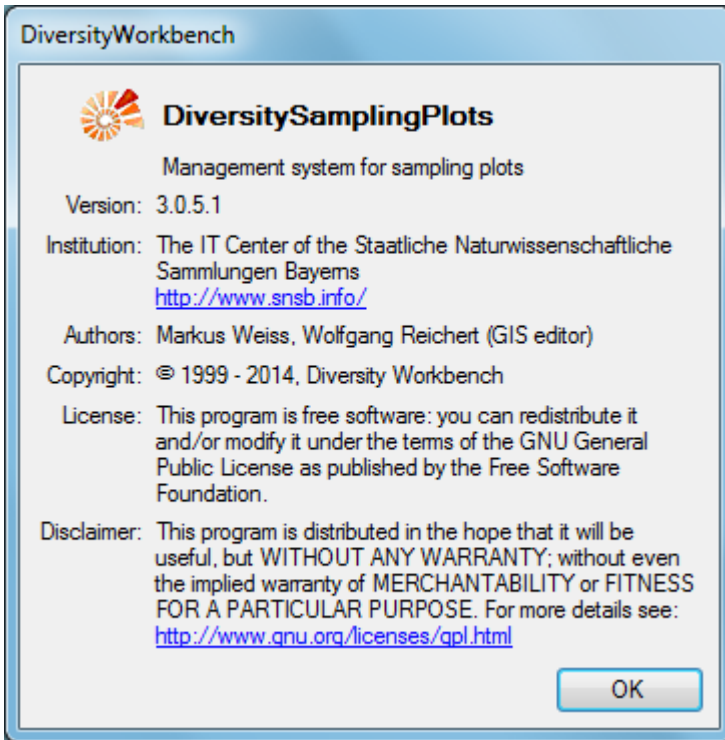 DiversityWorkbench
DiversitySamplingPlots
Management system for sampling plots
Version: 3.0.5.1
Institution: The IT Center of the Staatliche Naturwissenschaftliche
Sammlungen Bayerns
http://www.snsb.info/
Authors: Markus Weiss, Wolfgang Reichert (GIS editor)
Copyright: © 1999 - 2014, Diversity Workbench
License: This program is free software: you can redistribute it
and/or modify it under the terms of the GNU General
Public License as published by the Free Software
Foundation.
Disclaimer: This program is distributed in the hope that it will be
useful, but WITHOUT ANY WARRANTY; without even
the implied warranty of MERCHANTABILITY or FITNESS
FOR A PARTICULAR PURPOSE. For more details see:
http://www.gnu.org/licenses/gpl.html
OK